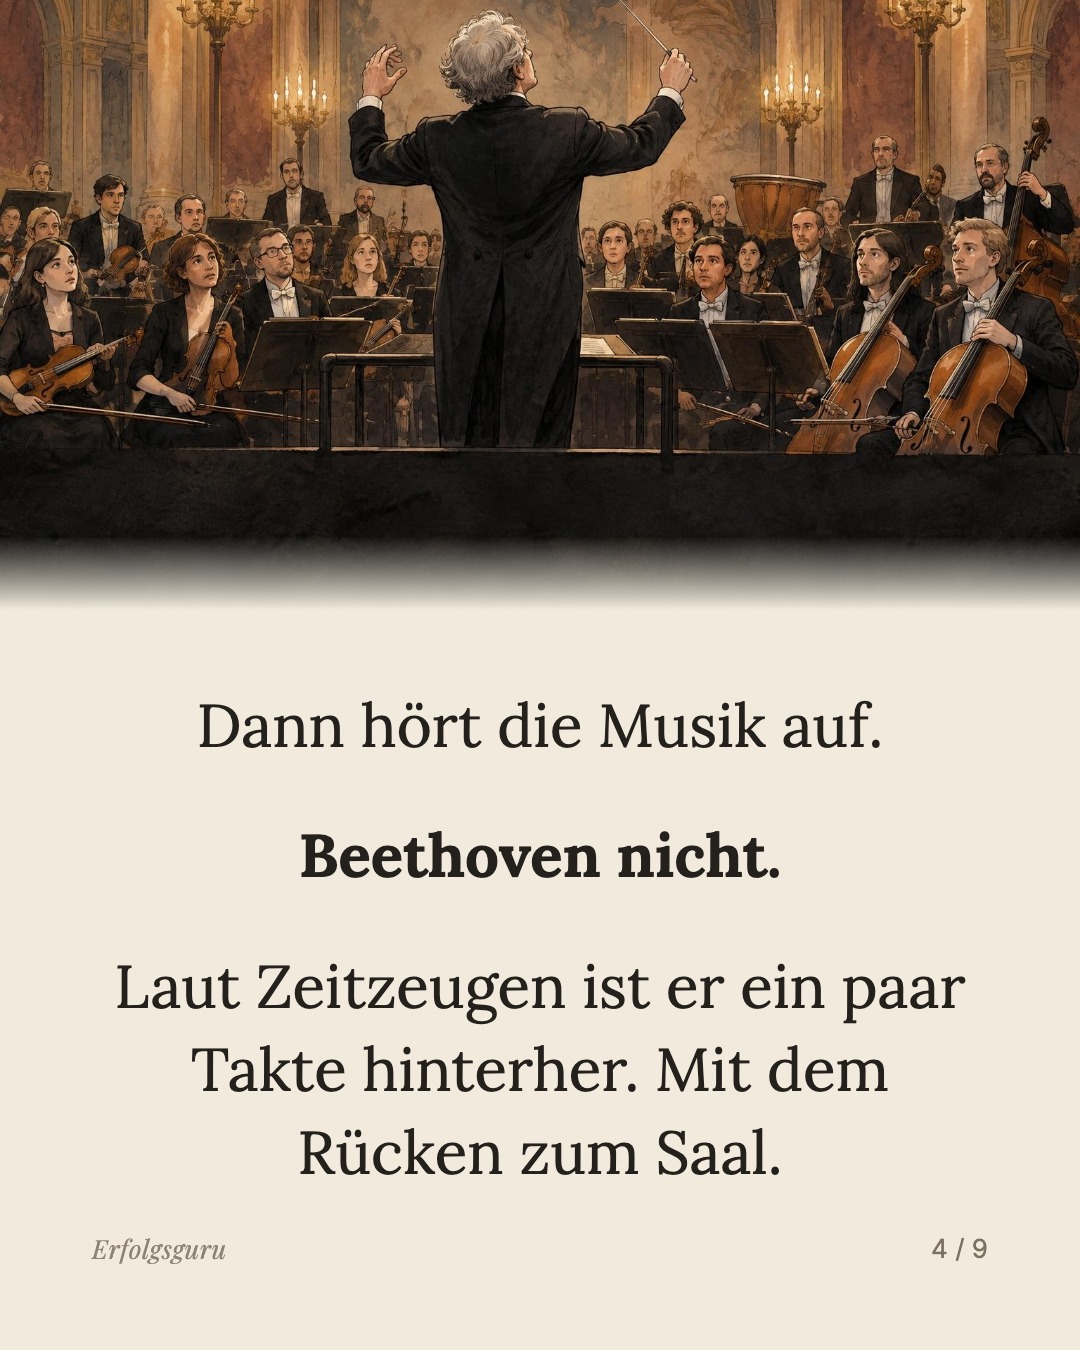 Dann hört die Musik auf.
Beethoven nicht.
Laut Zeitzeugen ist er ein paar
Takte hinterher. Mit dem
Rücken zum Saal.
Erfolgsguru
4 / 9